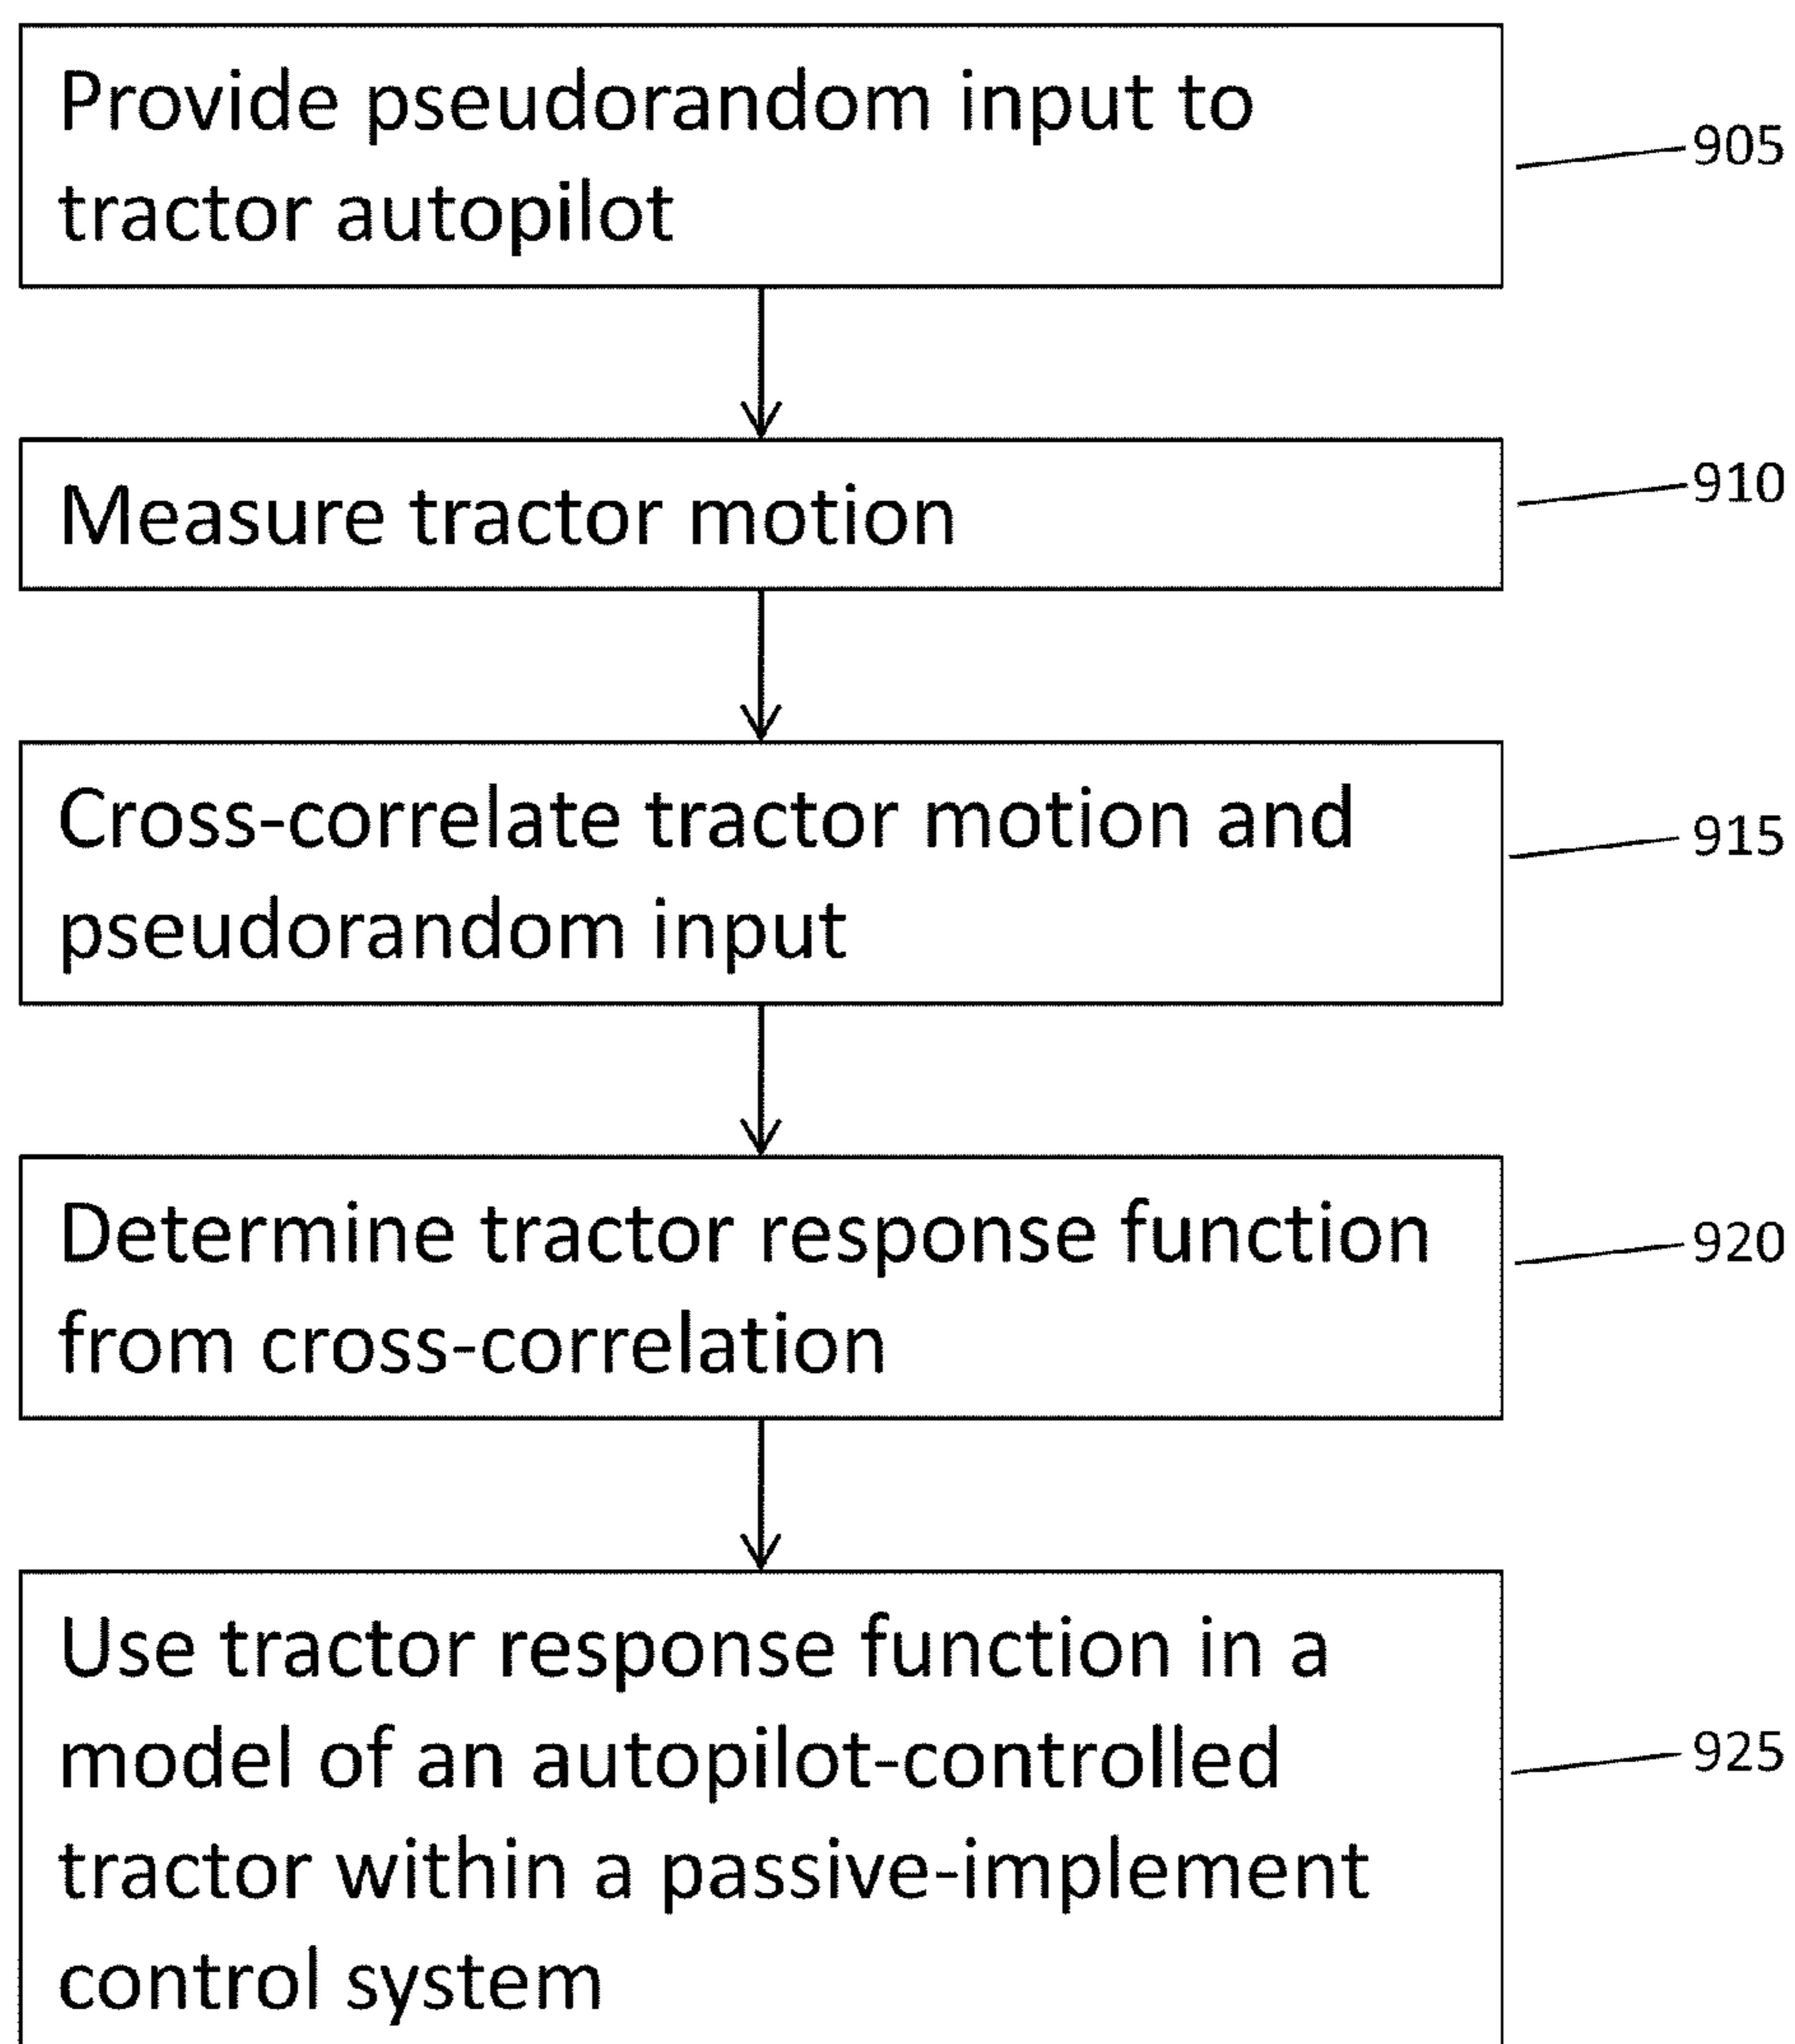 Provide pseudorandom input to
tractor autopilot
905
Measure tractor motion
910
Cross-correlate tractor motion and
pseudorandom input
915
Determine tractor response function
from cross-correlation
920
Use tractor response function in a
model of an autopilot-controlled
tractor within a passive-implement
control system
925